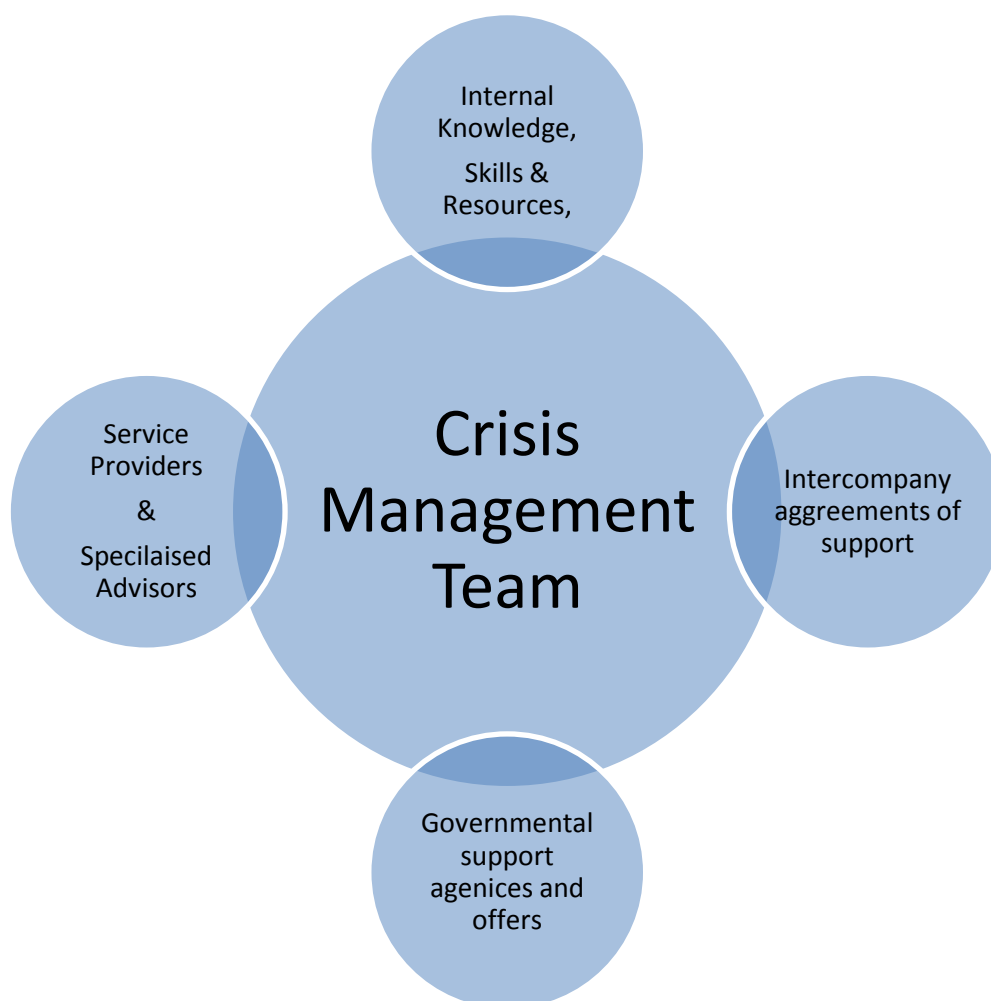 Internal
Knowledge,
Skills &
Resources,
Service
Providers
&
Specilaised
Advisors
Crisis
Management
Team
Intercompany
aggreements of
support
Governmental
support
agenices and
offers